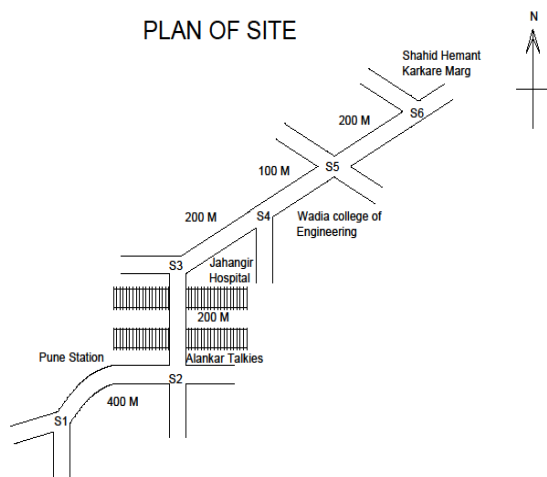 PLAN OF SITE
N
Shahid Hemant
Karkare Marg
200 M
S6
100 M
S5
200 M
S4
Wadia college of
Engineering
S3
Jahangir
Hospital
200 M
Pune Station
Alankar Talkies
S2
400 M
S1